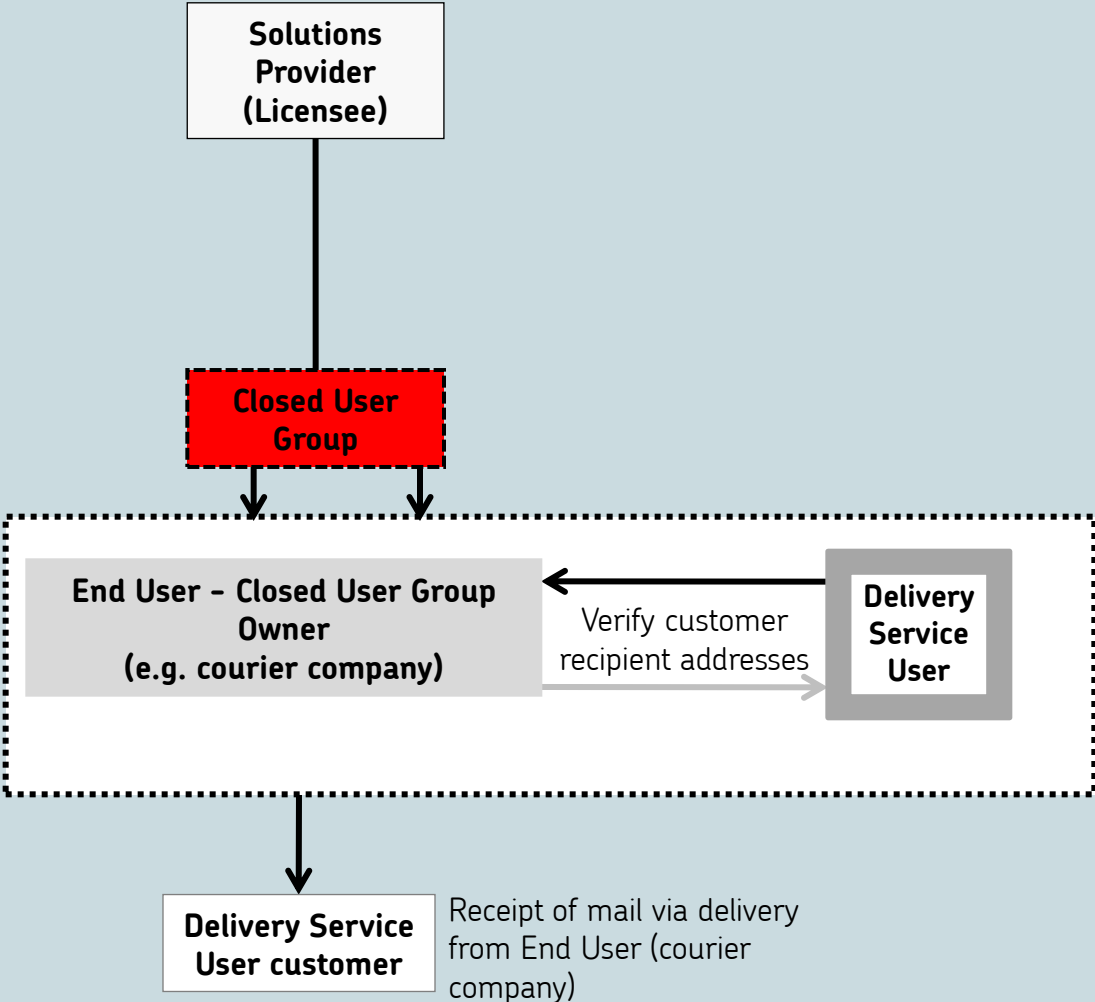 Solutions
Provider
(Licensee)
Closed User
Group
End User – Closed User Group
Owner
(e.g. courier company)
Verify customer
recipient addresses
Delivery
Service
User
Delivery Service
User customer
Receipt of mail via delivery
from End User (courier
company)